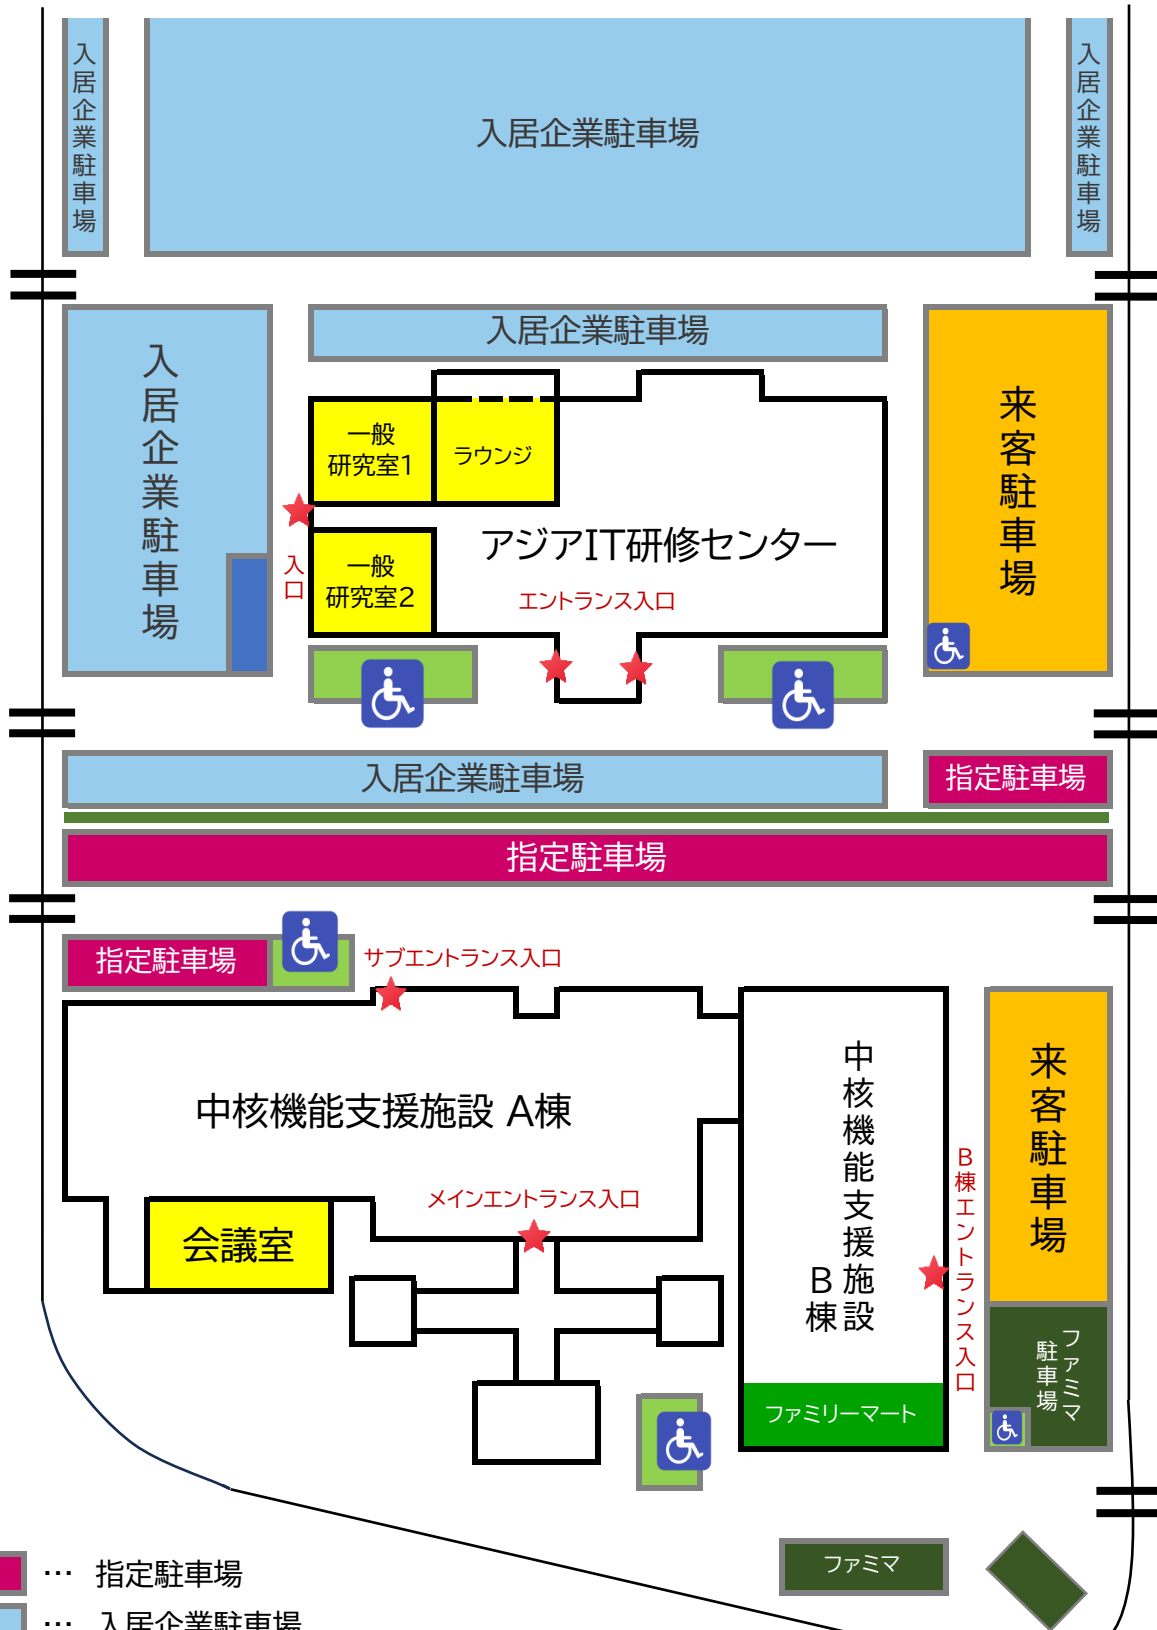 入居企業駐車場
入居企業駐車場
入居企業駐車場
入居企業駐車場
入居企業駐車場
来客駐車場
一般
研究室1
ラウンジ
アジアIT研修センター
入口
一般
研究室2
エントランス入口
入居企業駐車場
指定駐車場
指定駐車場
指定駐車場
サブエントランス入口
中核機能支援施設 A棟
中核機能支援施設
B棟
来客駐車場
B棟エントランス入口
メインエントランス入口
会議室
ファミマ
駐車場
ファミリーマート
ファミマ
… 指定駐車場
… 入居企業駐車場